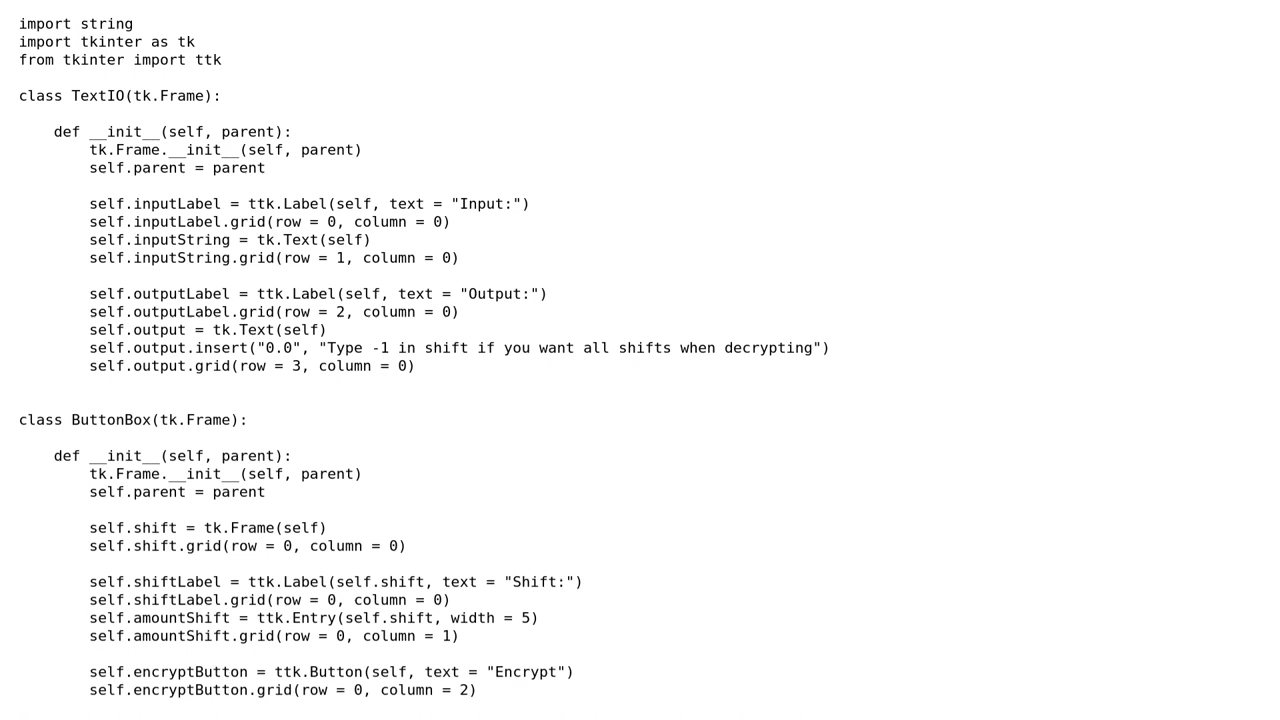 import string
import tkinter as tk
from tkinter import ttk

class TextIO(tk.Frame):

    def __init__(self, parent):
        tk.Frame.__init__(self, parent)
        self.parent = parent

        self.inputLabel = ttk.Label(self, text = "Input:")
        self.inputLabel.grid(row = 0, column = 0)
        self.inputString = tk.Text(self)
        self.inputString.grid(row = 1, column = 0)

        self.outputLabel = ttk.Label(self, text = "Output:")
        self.outputLabel.grid(row = 2, column = 0)
        self.output = tk.Text(self)
        self.output.insert("0.0", "Type -1 in shift if you want all shifts when decrypting")
        self.output.grid(row = 3, column = 0)


class ButtonBox(tk.Frame):

    def __init__(self, parent):
        tk.Frame.__init__(self, parent)
        self.parent = parent

        self.shift = tk.Frame(self)
        self.shift.grid(row = 0, column = 0)

        self.shiftLabel = ttk.Label(self.shift, text = "Shift:")
        self.shiftLabel.grid(row = 0, column = 0)
        self.amountShift = ttk.Entry(self.shift, width = 5)
        self.amountShift.grid(row = 0, column = 1)

        self.encryptButton = ttk.Button(self, text = "Encrypt")
        self.encryptButton.grid(row = 0, column = 2)